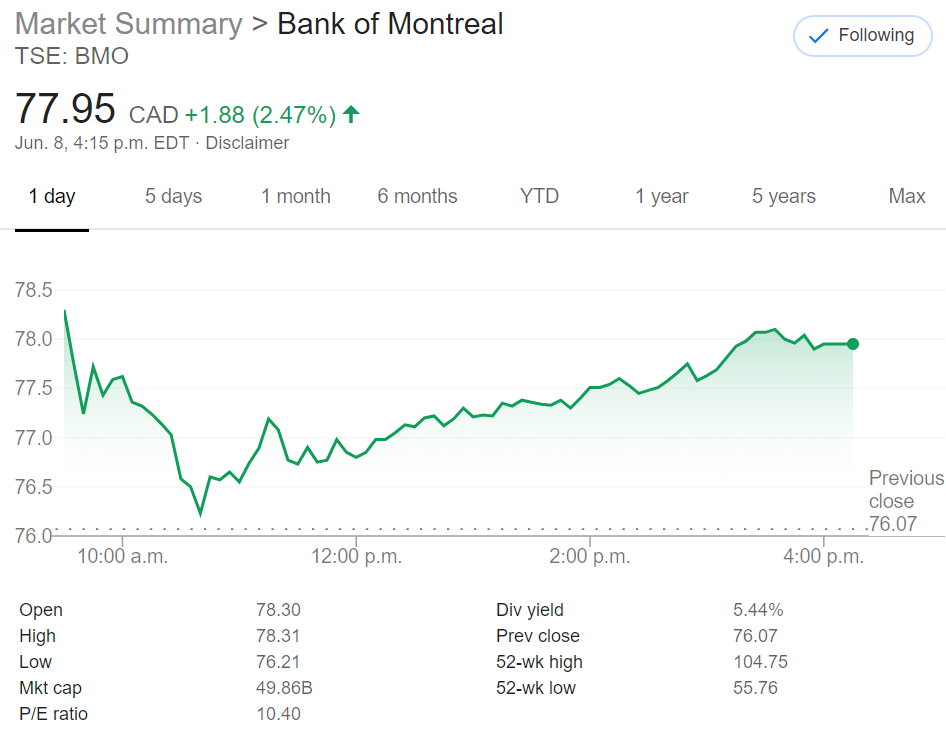 Market Summary > Bank of Montreal
Following
TSE: BMO
77.95 CAD +1.88 (2.47%)
Jun. 8, 4:15 p.m. EDT · Disclaimer
1 day 5 days 1 month 6 months YTD 1 year 5 years Max
78.5
78.0
77.5
77.0
76.5
76.0
Previous
close
76.07
10:00 a.m. 12:00 p.m. 2:00 p.m. 4:00 p.m.
Open 78.30 Div yield 5.44%
High 78.31 Prev close 76.07
Low 76.21 52-wk high 104.75
Mkt cap 49.86B 52-wk low 55.76
P/E ratio 10.40